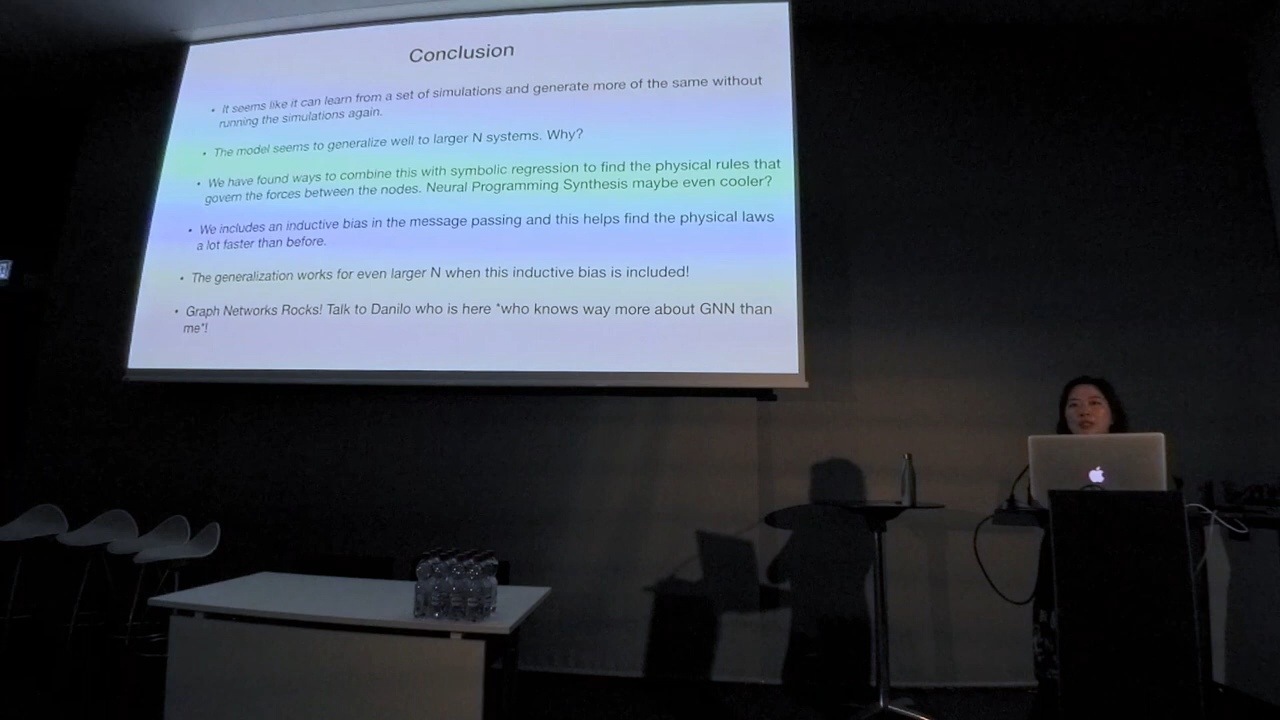 Conclusion
• It seems like it can learn from a set of simulations and generate more of the same without
running the simulations again.
• The model seems to generalize well to larger N systems. Why?
• We have found ways to combine this with symbolic regression to find the physical rules that
govern the forces between the nodes. Neural Programming Synthesis maybe even cooler?
• We includes an inductive bias in the message passing and this helps find the physical laws
a lot faster than before.
• The generalization works for even larger N when this inductive bias is included!
• Graph Networks Rocks! Talk to Danilo who is here *who knows way more about GNN than
me*!